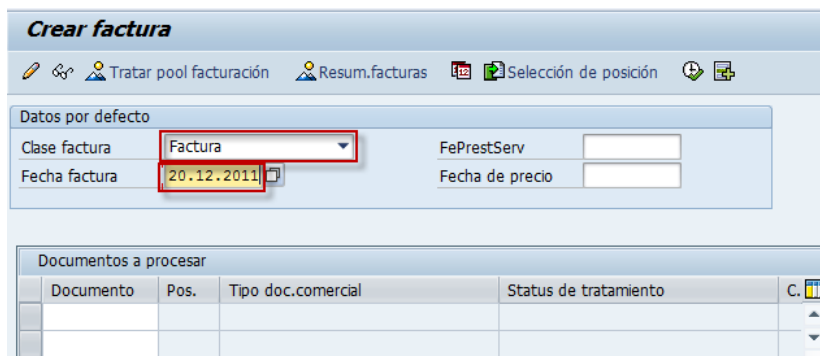 Crear factura
Tratar pool facturación Resum.facturas 12 Selección de posición
Datos por defecto
Clase factura Factura FePrestServ
Fecha factura 20.12.2011 Fecha de precio
Documentos a procesar
Documento Pos. Tipo doc.comercial Status de tratamiento C.